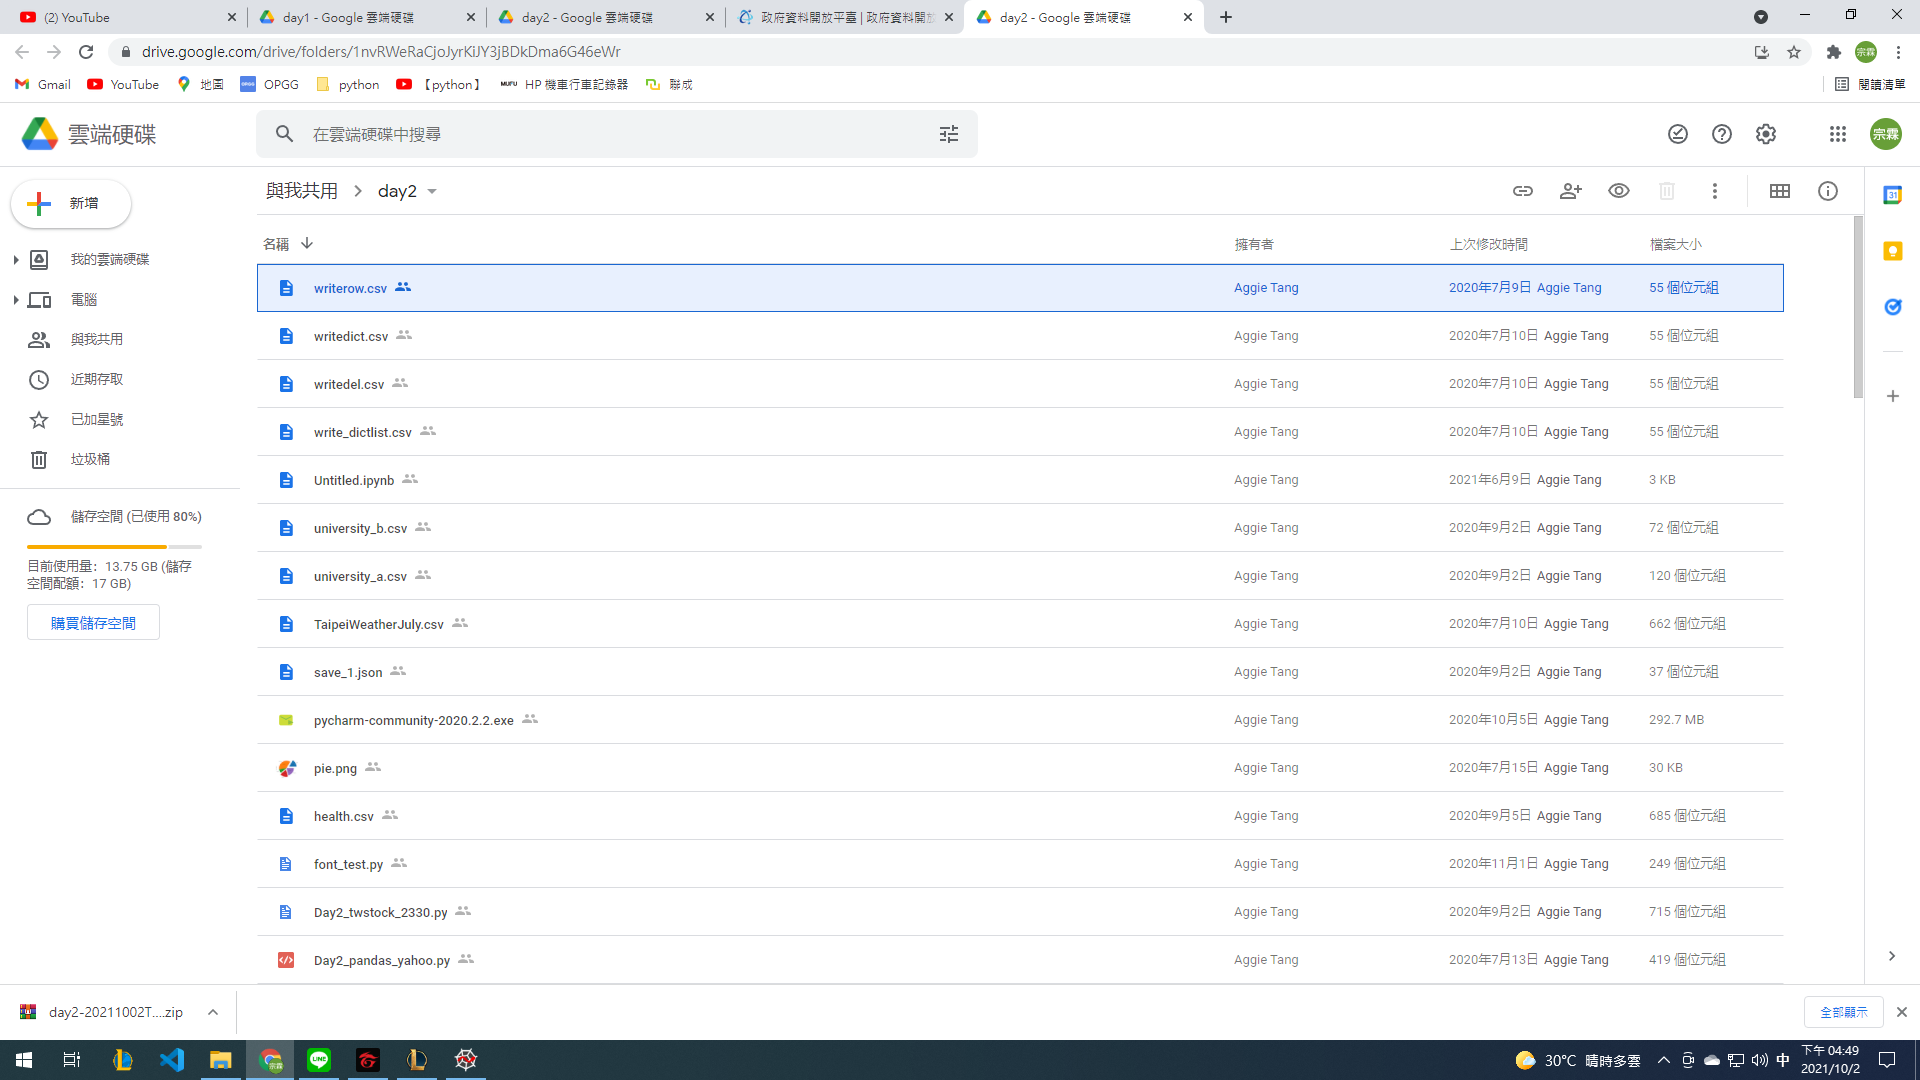 (2) YouTube
day1 - Google 雲端硬碟
day2 - Google 雲端硬碟
政府資料開放平臺 | 政府資料開放
day2 - Google 雲端硬碟
drive.google.com/drive/folders/1nvRWeRaCjoJyrKiJY3jBDkDma6G46eWr
宗霖
Gmail
YouTube
地圖
OPGG
python
【python】
HP 機車行車記錄器
聯成
閱讀清單
雲端硬碟
在雲端硬碟中搜尋
宗霖
新增
我的雲端硬碟
電腦
與我共用
近期存取
已加星號
垃圾桶
儲存空間 (已使用 80%)
目前使用量：13.75 GB (儲存
空間配額：17 GB)
購買儲存空間
與我共用 day2
名稱 擁有者 上次修改時間 檔案大小
writerow.csv Aggie Tang 2020年7月9日 Aggie Tang 55 個位元組
writedict.csv Aggie Tang 2020年7月10日 Aggie Tang 55 個位元組
writedel.csv Aggie Tang 2020年7月10日 Aggie Tang 55 個位元組
write_dictlist.csv Aggie Tang 2020年7月10日 Aggie Tang 55 個位元組
Untitled.ipynb Aggie Tang 2021年6月9日 Aggie Tang 3 KB
university_b.csv Aggie Tang 2020年9月2日 Aggie Tang 72 個位元組
university_a.csv Aggie Tang 2020年9月2日 Aggie Tang 120 個位元組
TaipeiWeatherJuly.csv Aggie Tang 2020年7月10日 Aggie Tang 662 個位元組
save_1.json Aggie Tang 2020年9月2日 Aggie Tang 37 個位元組
pycharm-community-2020.2.2.exe Aggie Tang 2020年10月5日 Aggie Tang 292.7 MB
pie.png Aggie Tang 2020年7月15日 Aggie Tang 30 KB
health.csv Aggie Tang 2020年9月5日 Aggie Tang 685 個位元組
font_test.py Aggie Tang 2020年11月1日 Aggie Tang 249 個位元組
Day2_twstock_2330.py Aggie Tang 2020年9月2日 Aggie Tang 715 個位元組
Day2_pandas_yahoo.py Aggie Tang 2020年7月13日 Aggie Tang 419 個位元組
31
day2-20211002T....zip
全部顯示
LINE
30°C 晴時多雲
中
下午 04:49
2021/10/2